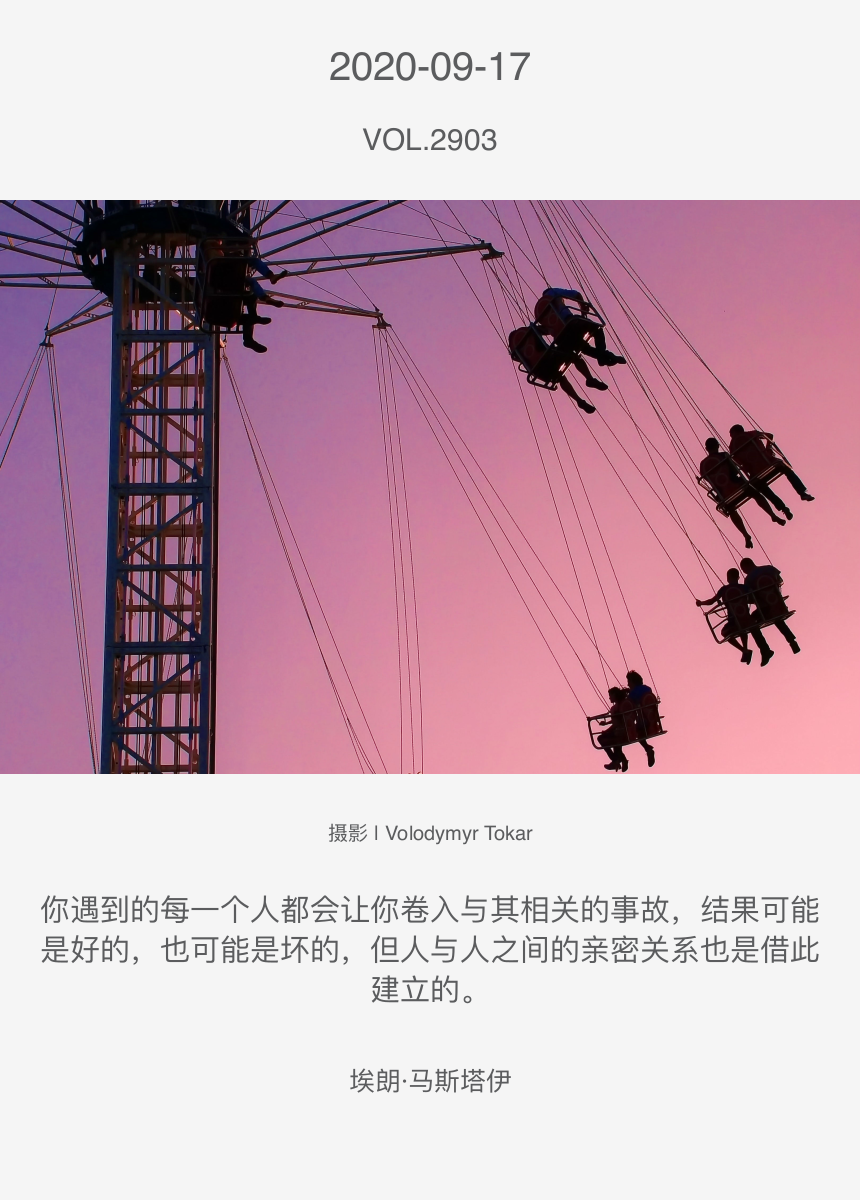 2020-09-17
VOL.2903
摄影 | Volodymyr Tokar
你遇到的每一个人都会让你卷入与其相关的事故，结果可能
是好的，也可能是坏的，但人与人之间的亲密关系也是借此
建立的。
埃朗·马斯塔伊